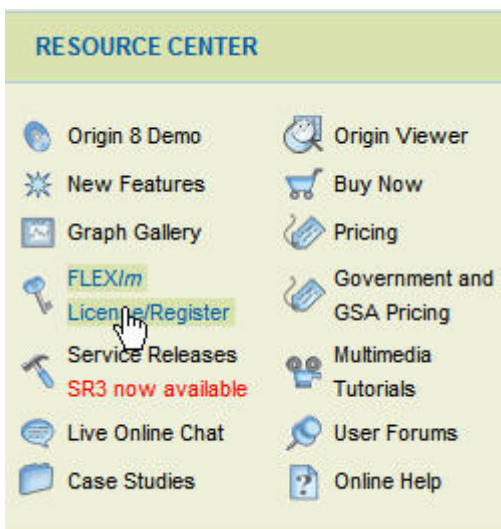 RESOURCE CENTER
Origin 8 Demo
New Features
Graph Gallery
FLEXlm
License/Register
Service Releases
SR3 now available
Live Online Chat
Case Studies
Origin Viewer
Buy Now
Pricing
Government and
GSA Pricing
Multimedia
Tutorials
User Forums
Online Help